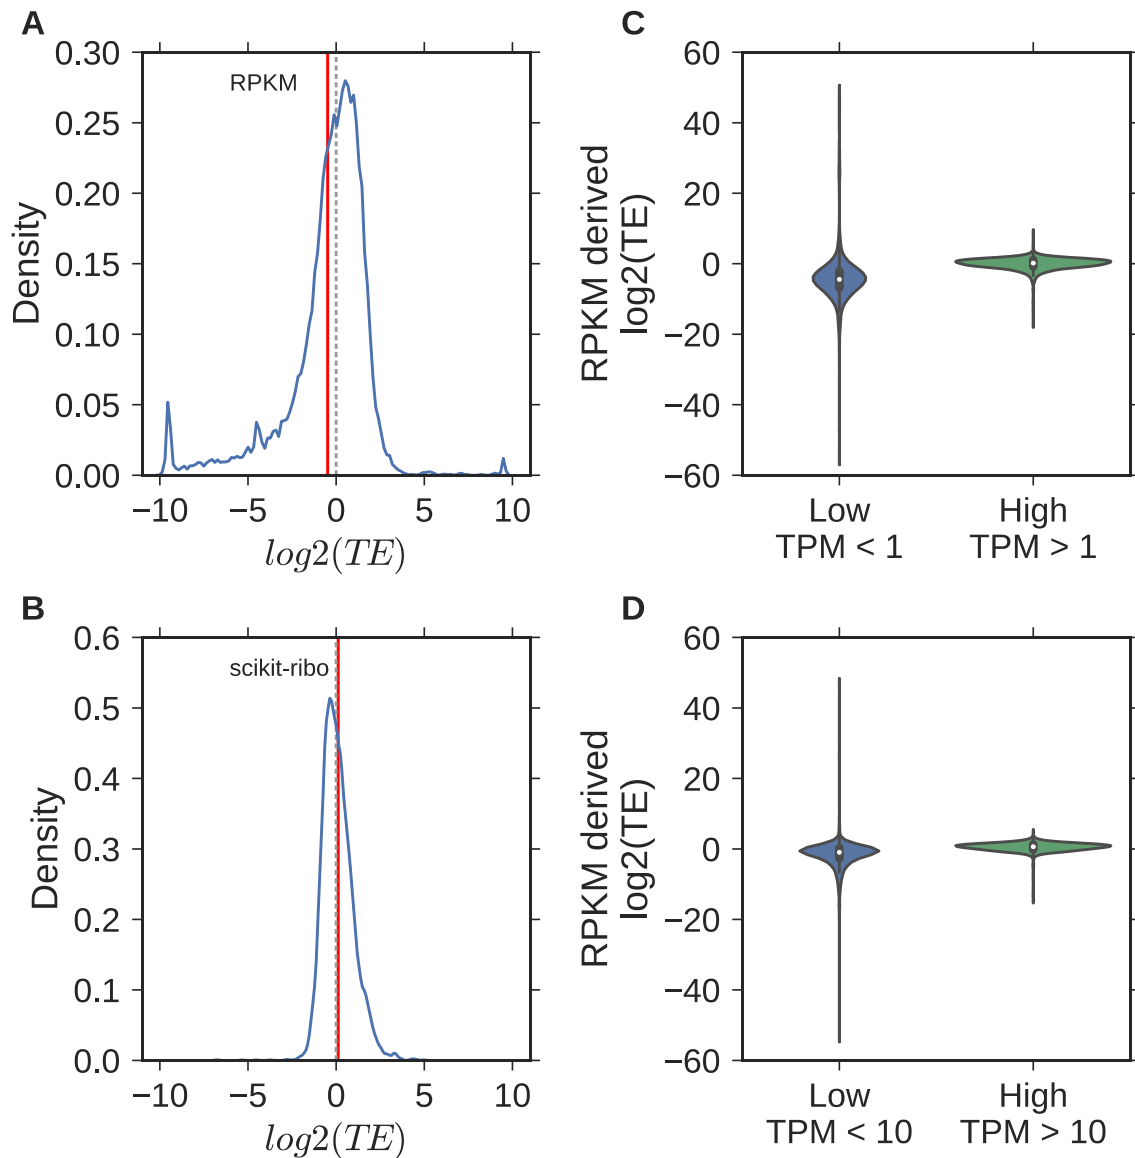 A
RPKM
0.30
0.25
0.20
0.15
0.10
0.05
0.00
Density
−10 −5 0 5 10
log2(TE)
C
60
40
20
0
−20
−40
−60
RPKM derived
log2(TE)
Low High
TPM < 1 TPM > 1
B
scikit-ribo
0.6
0.5
0.4
0.3
0.2
0.1
0.0
Density
−10 −5 0 5 10
log2(TE)
D
60
40
20
0
−20
−40
−60
RPKM derived
log2(TE)
Low High
TPM < 10 TPM > 10